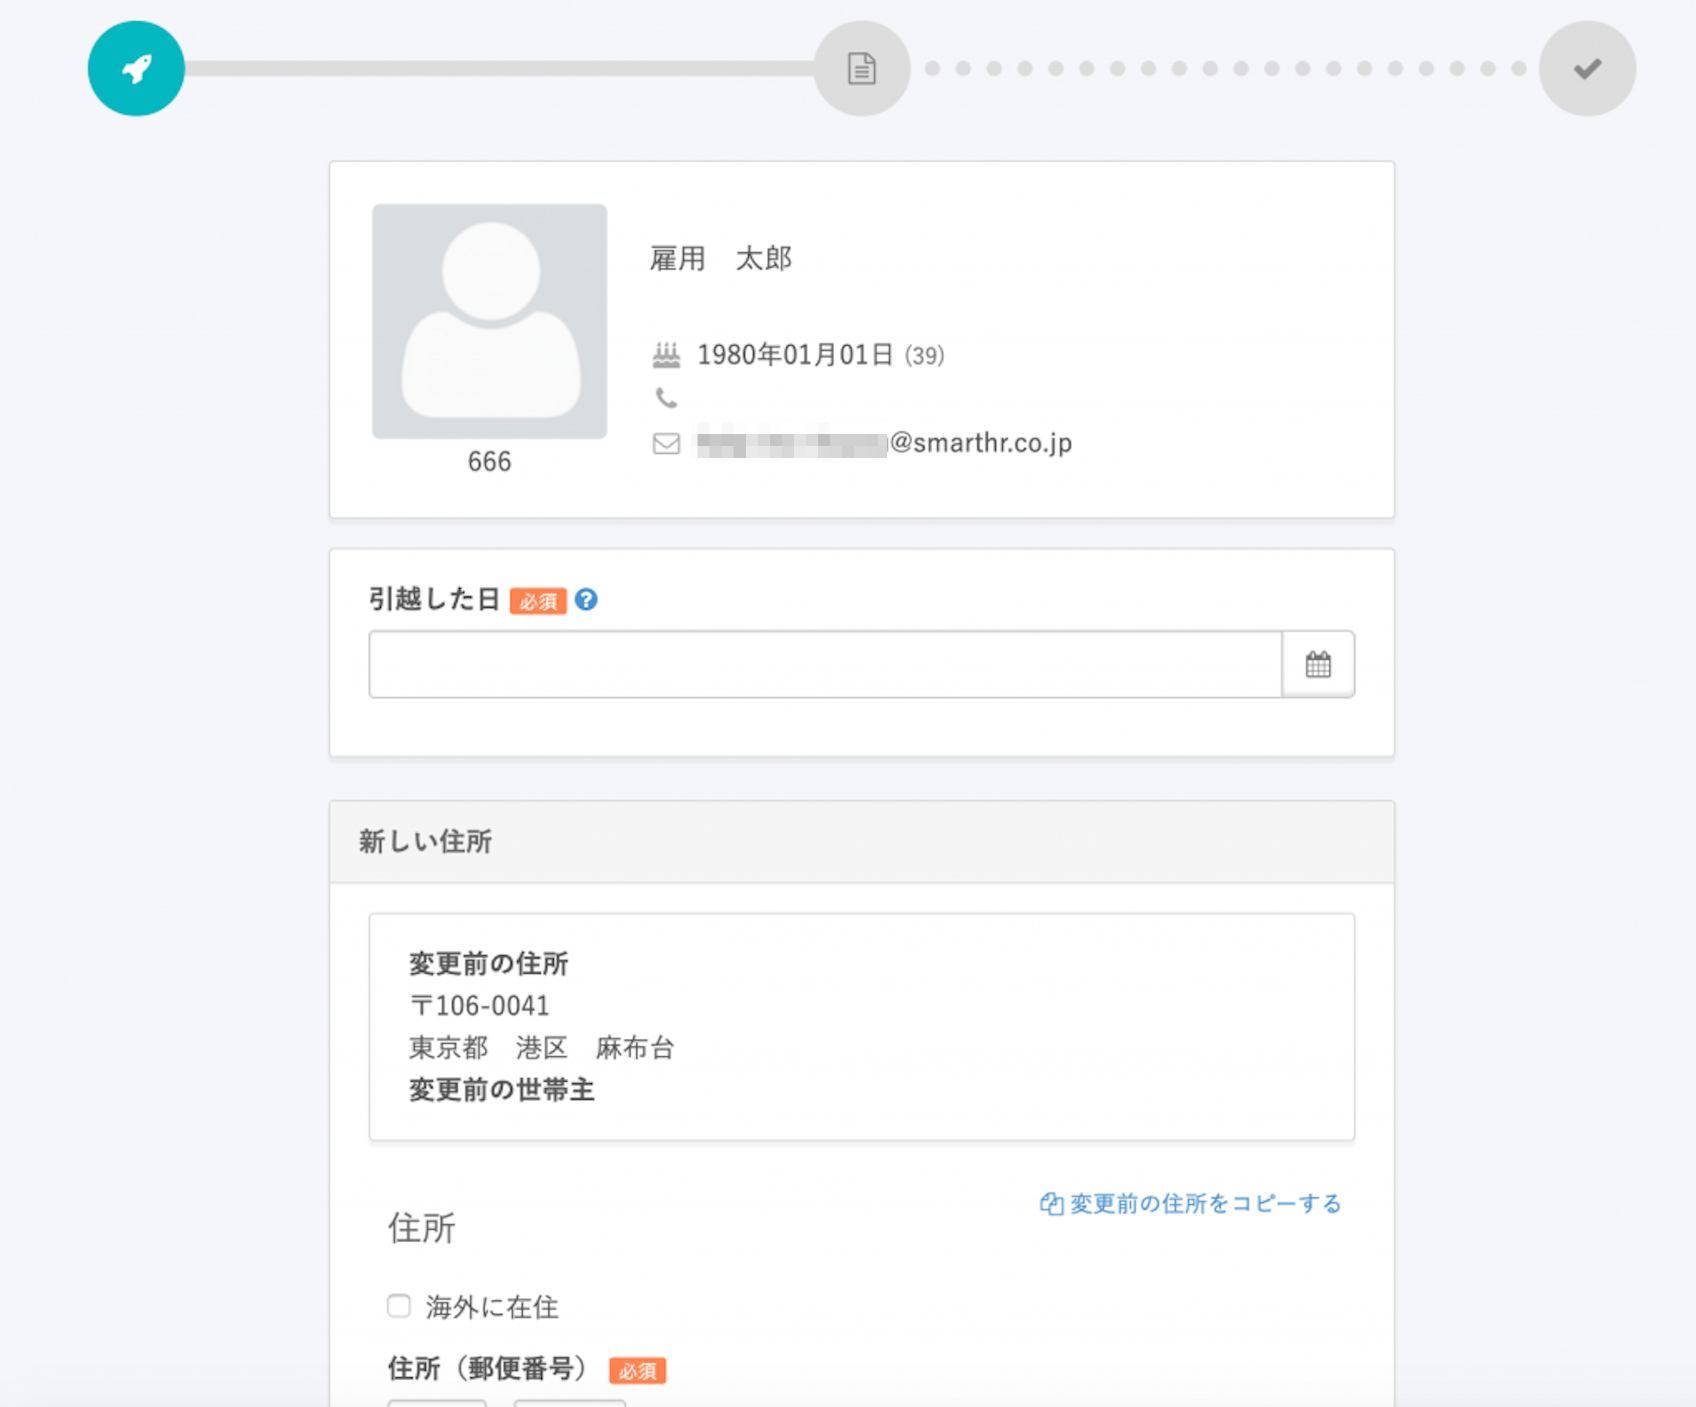 雇用　太郎
1980年01月01日 (39)
@smarthr.co.jp
666
引越した日 必須
新しい住所
変更前の住所
〒106-0041
東京都　港区　麻布台
変更前の世帯主
変更前の住所をコピーする
住所
海外に在住
住所（郵便番号） 必須